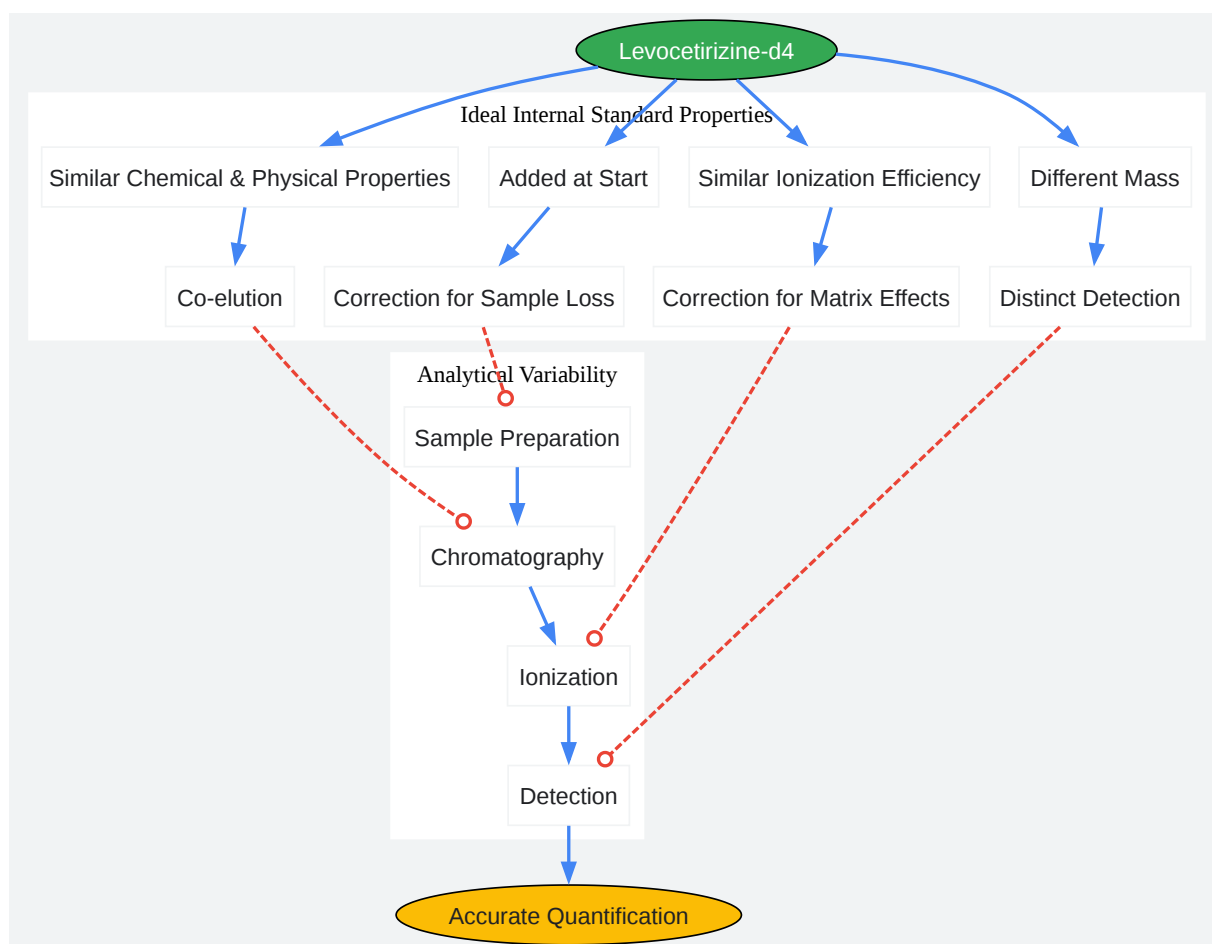 Levocetirizine-d4
Ideal Internal Standard Properties
Similar Chemical & Physical Properties
Added at Start
Similar Ionization Efficiency
Different Mass
Co-elution
Correction for Sample Loss
Correction for Matrix Effects
Distinct Detection
Analytical Variability
Sample Preparation
Chromatography
Ionization
Detection
Accurate Quantification